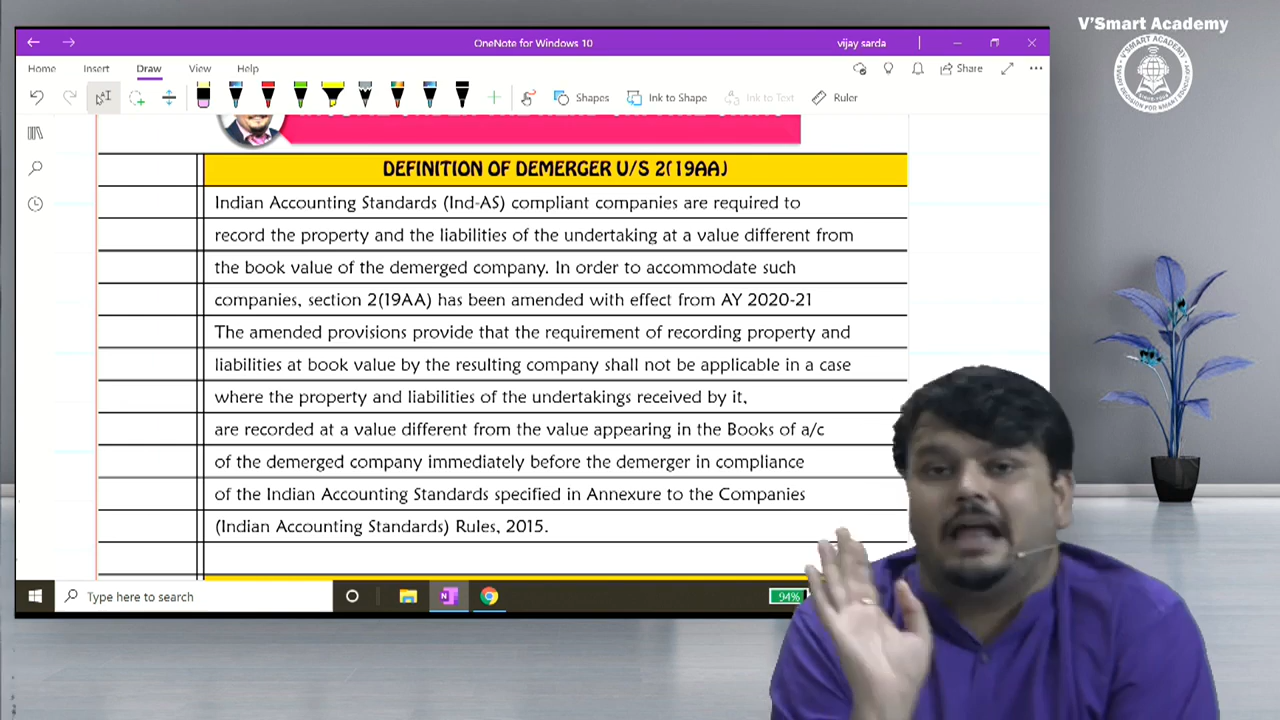 V'Smart Academy
OneNote for Windows 10
vijay sarda
Home
Insert
Draw
View
Help
Share
Shapes
Ink to Shape
Ink to Text
Ruler
DEFINITION OF DEMERGER U/S 2(19AA)
Indian Accounting Standards (Ind-AS) compliant companies are required to
record the property and the liabilities of the undertaking at a value different from
the book value of the demerged company. In order to accommodate such
companies, section 2(19AA) has been amended with effect from AY 2020-21
The amended provisions provide that the requirement of recording property and
liabilities at book value by the resulting company shall not be applicable in a case
where the property and liabilities of the undertakings received by it,
are recorded at a value different from the value appearing in the Books of a/c
of the demerged company immediately before the demerger in compliance
of the Indian Accounting Standards specified in Annexure to the Companies
(Indian Accounting Standards) Rules, 2015.
Type here to search
94%